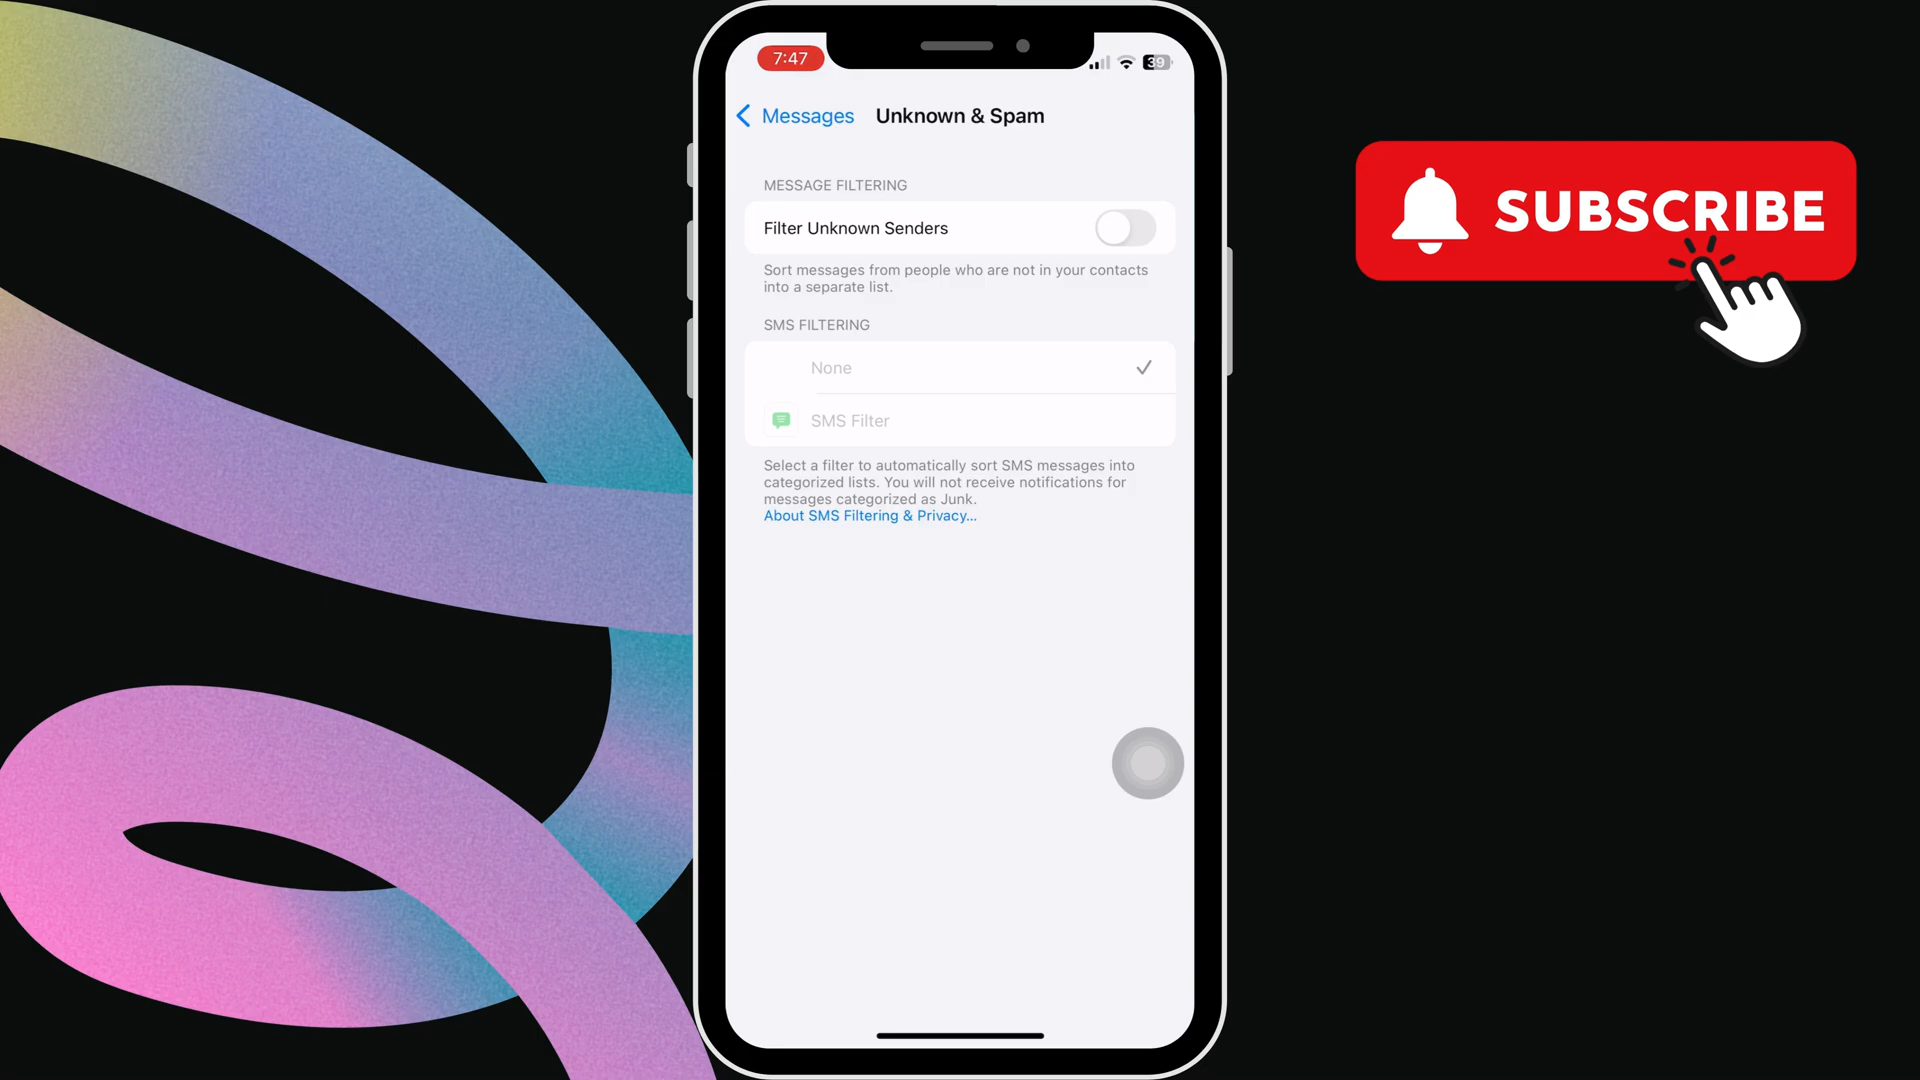 7:47
39
Messages
Unknown & Spam
MESSAGE FILTERING
Filter Unknown Senders
Sort messages from people who are not in your contacts
into a separate list.
SMS FILTERING
None
SMS Filter
Select a filter to automatically sort SMS messages into
categorized lists. You will not receive notifications for
messages categorized as Junk.
About SMS Filtering & Privacy...
SUBSCRIBE